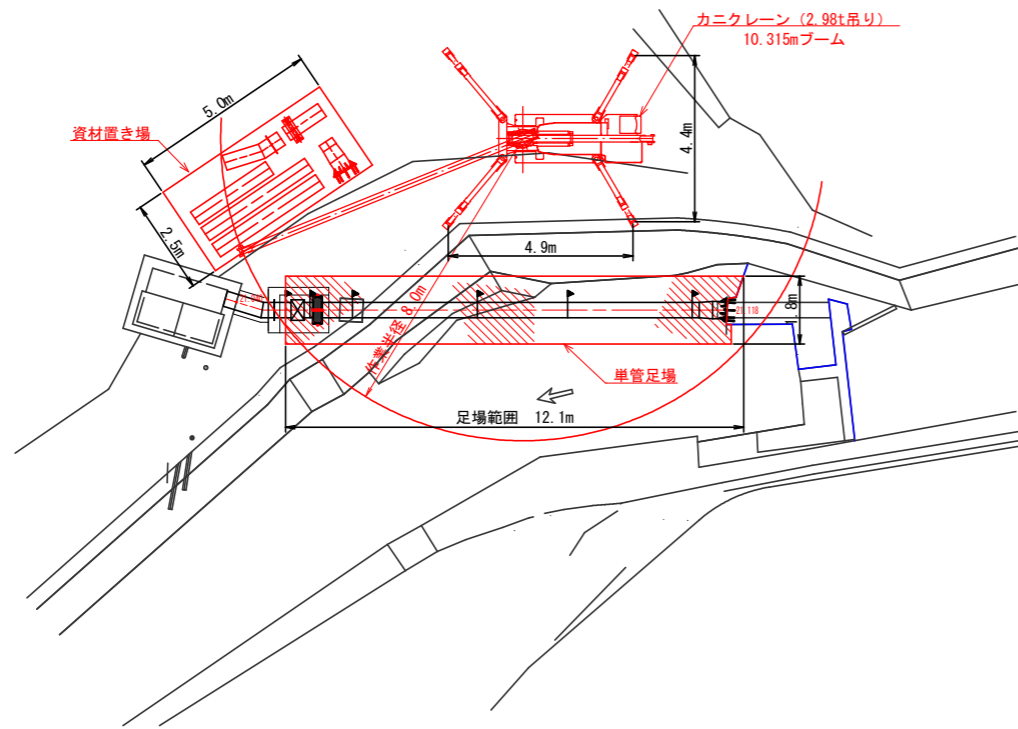 カニクレーン（2.98t吊り）
10.315mブーム
5.0m
資材置き場
4.4m
2.5m
4.9m
作業半径 8.0m
1.8m
単管足場
足場範囲 12.1m